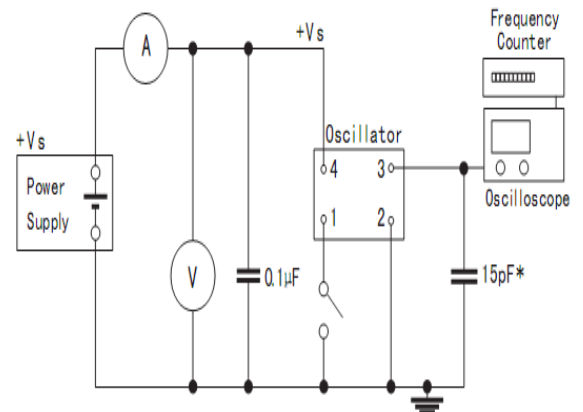 Frequency
Counter
A
+Vs
Oscillator
+Vs
Power
Supply
4
3
1
2
Oscilloscope
V
0.1μF
15pF*